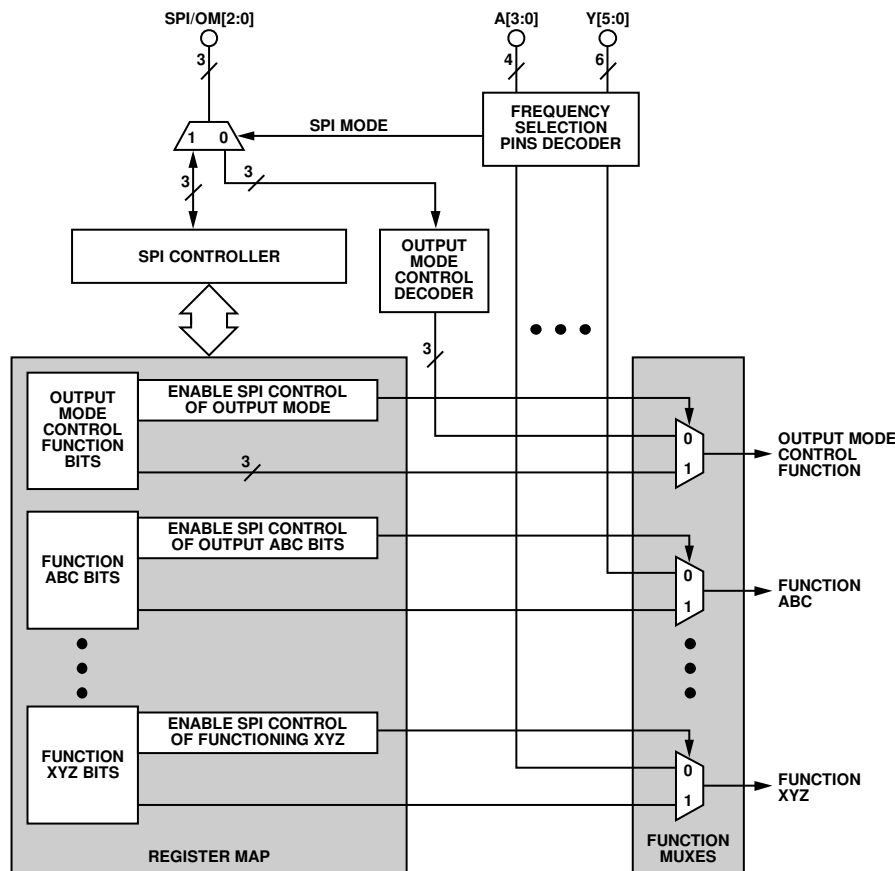 SPI/OM[2:0]
A[3:0]
Y[5:0]
3
4
6
FREQUENCY
SELECTION
PINS DECODER
SPI MODE
1 0
3
3
SPI CONTROLLER
OUTPUT
MODE
CONTROL
DECODER
3
OUTPUT
MODE
CONTROL
FUNCTION
BITS
ENABLE SPI CONTROL
OF OUTPUT MODE
3
0
1
OUTPUT MODE
CONTROL
FUNCTION
FUNCTION
ABC BITS
ENABLE SPI CONTROL
OF OUTPUT ABC BITS
0
1
FUNCTION
ABC
FUNCTION
XYZ BITS
ENABLE SPI CONTROL
OF FUNCTIONING XYZ
0
1
FUNCTION
XYZ
REGISTER MAP
FUNCTION
MUXES